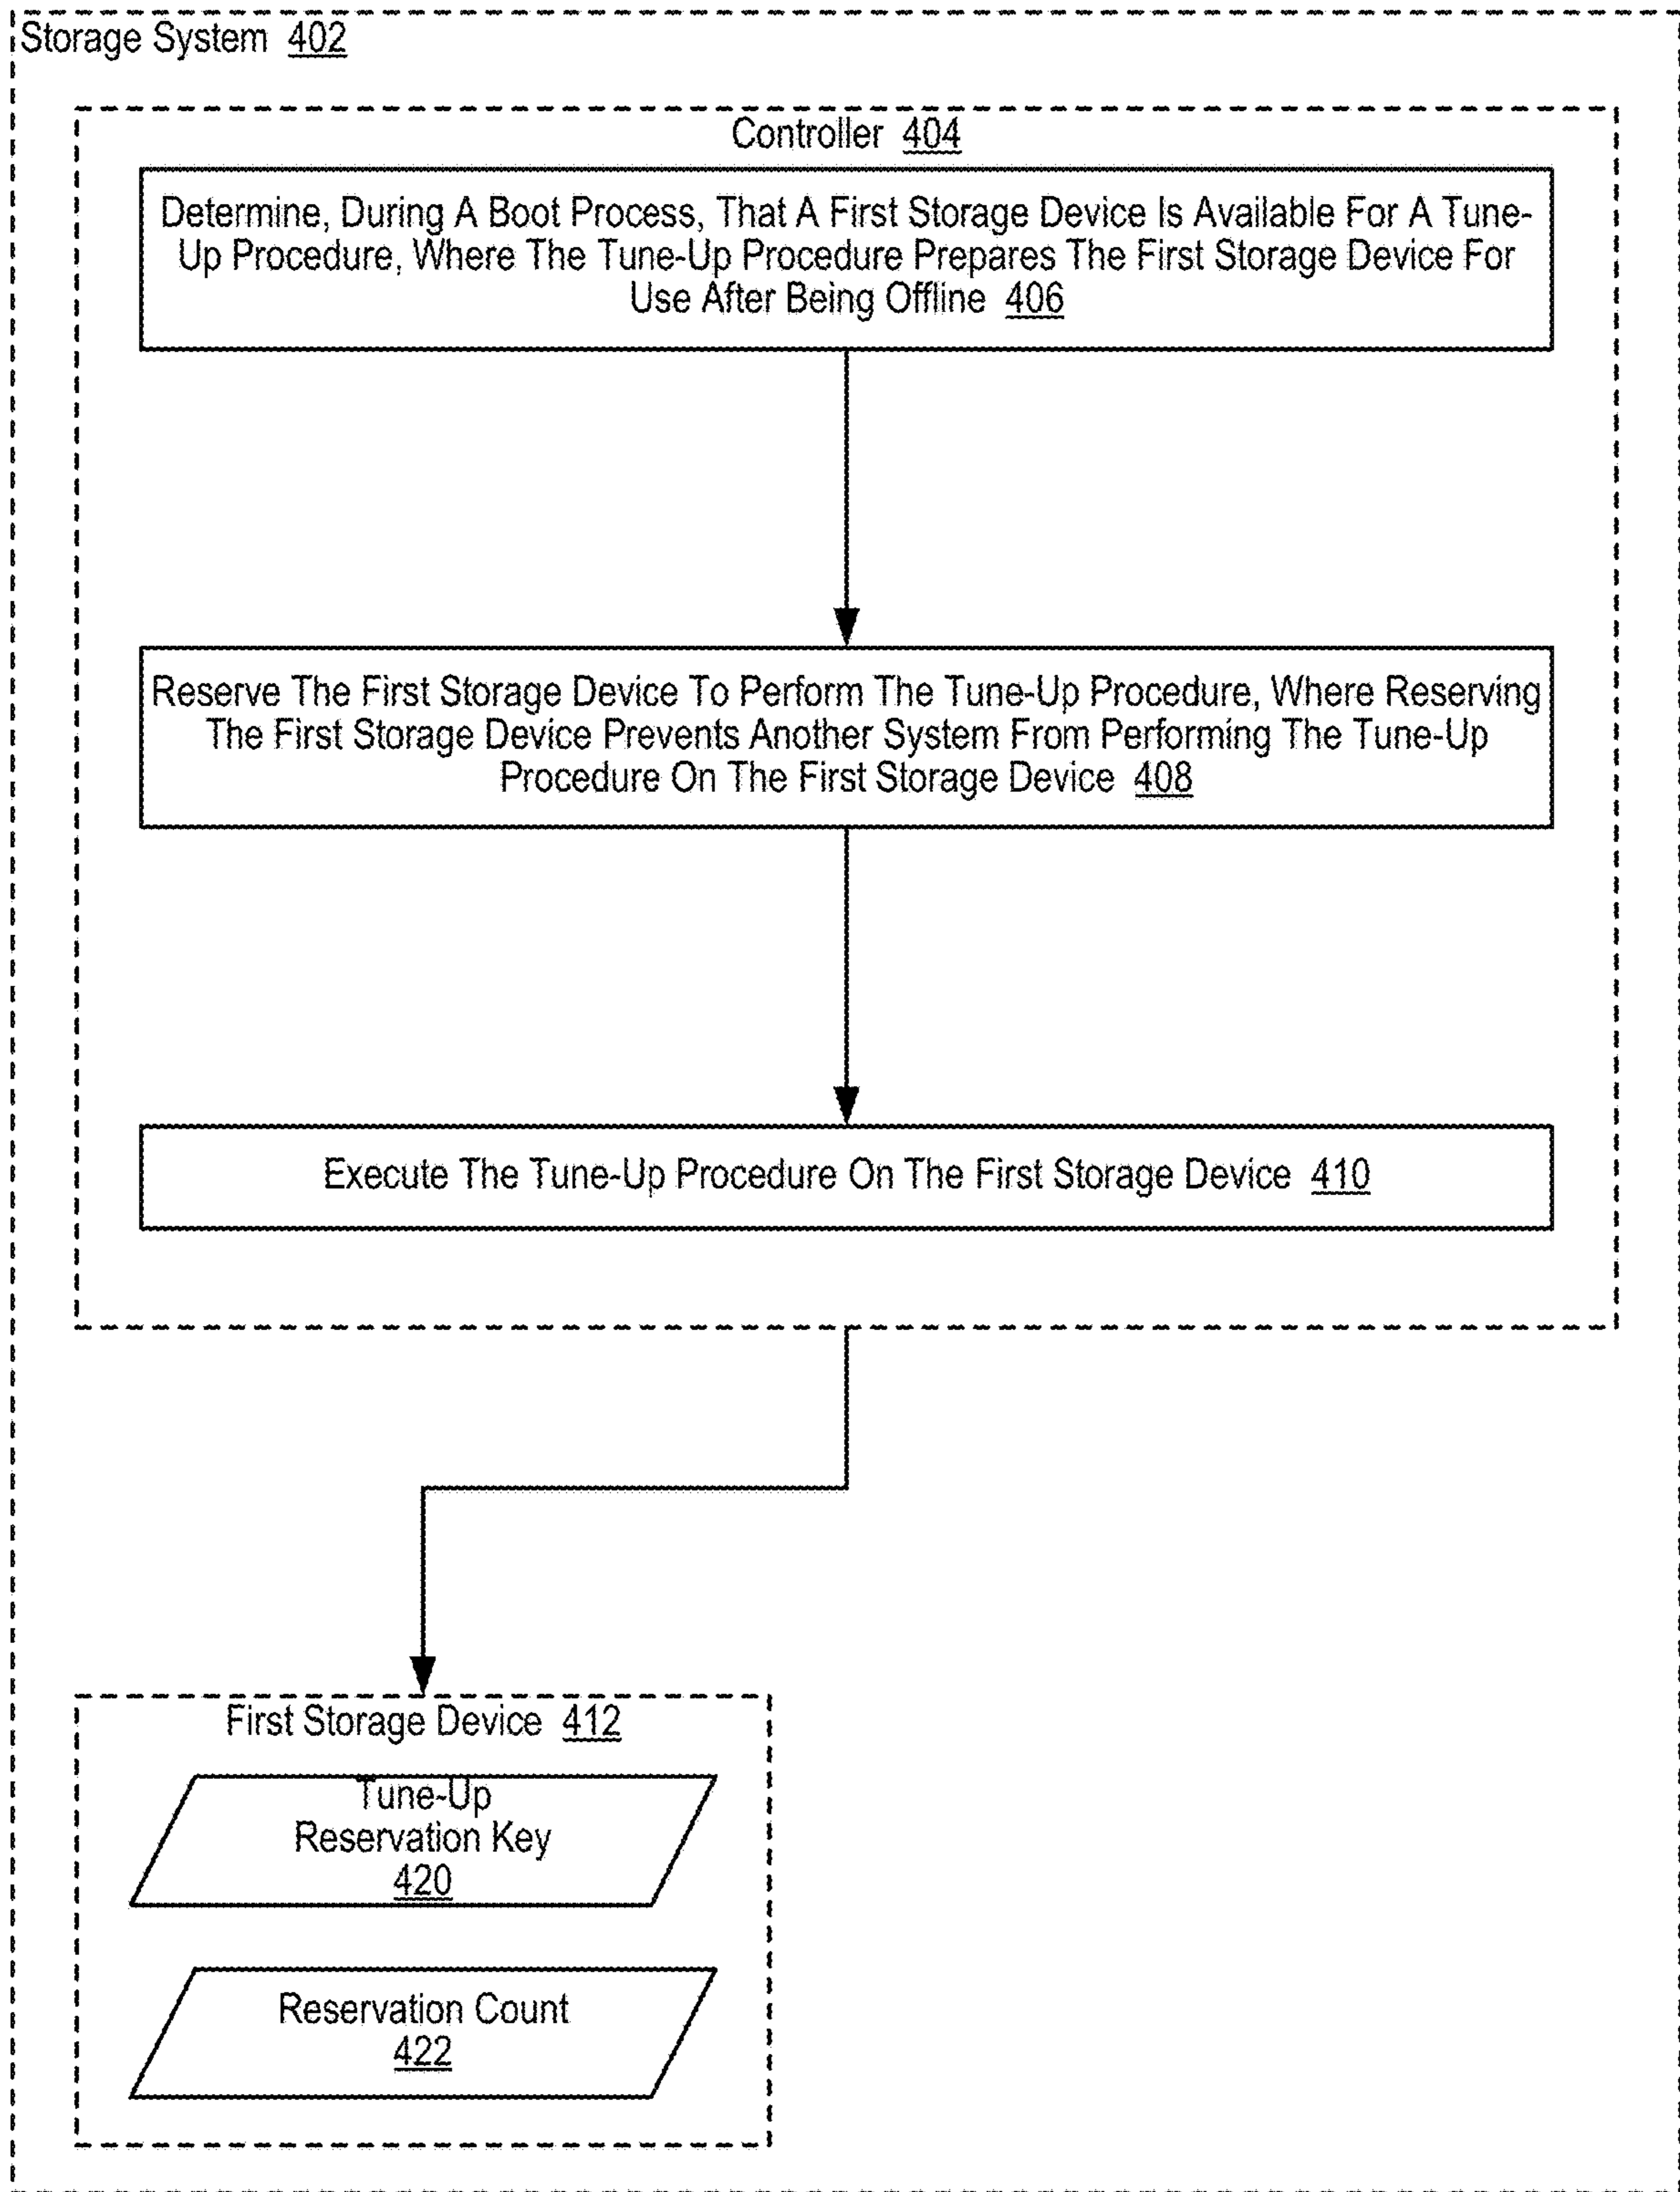 Storage System 402
Controller 404
Determine, During A Boot Process, That A First Storage Device Is Available For A Tune-
Up Procedure, Where The Tune-Up Procedure Prepares The First Storage Device For
Use After Being Offline 406
Reserve The First Storage Device To Perform The Tune-Up Procedure, Where Reserving
The First Storage Device Prevents Another System From Performing The Tune-Up
Procedure On The First Storage Device 408
Execute The Tune-Up Procedure On The First Storage Device 410
First Storage Device 412
Tune-Up
Reservation Key
420
Reservation Count
422